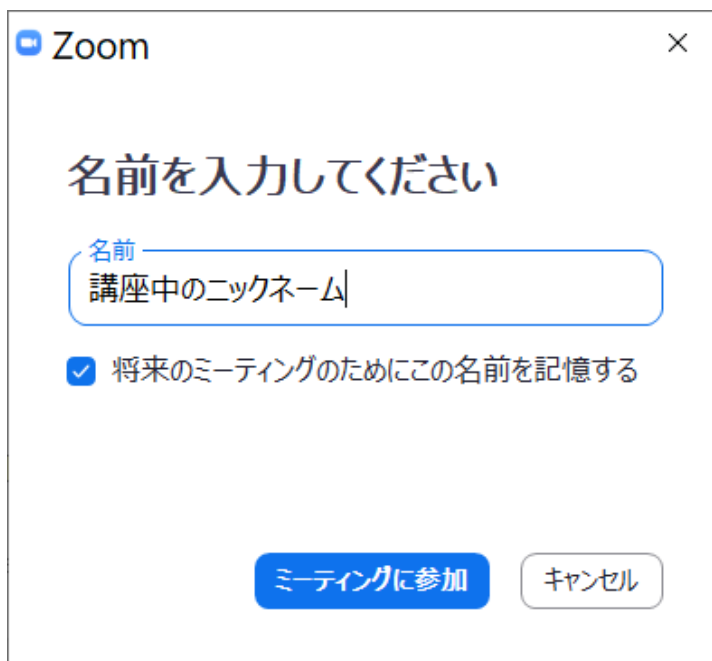 Zoom
名前を入力してください
名前
講座中のニックネーム
将来のミーティングのためにこの名前を記憶する
ミーティングに参加
キャンセル